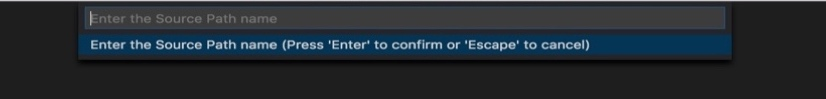 Enter the Source Path name
Enter the Source Path name (Press 'Enter' to confirm or 'Escape' to cancel)